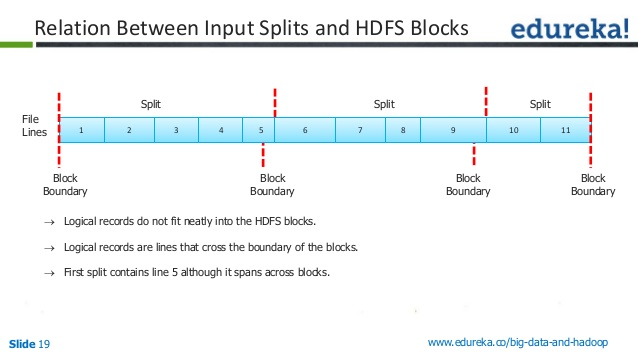 Relation Between Input Splits and HDFS Blocks
edureka!
Split Split Split
File
Lines
1 2 3 4 5 6 7 8 9 10 11
Block Block Block Block
Boundary Boundary Boundary Boundary
→ Logical records do not fit neatly into the HDFS blocks.
→ Logical records are lines that cross the boundary of the blocks.
→ First split contains line 5 although it spans across blocks.
Slide 19
www.edureka.co/big-data-and-hadoop